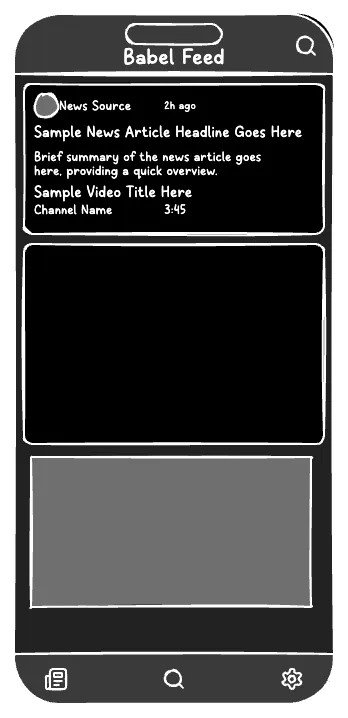 Babel Feed
News Source 2h ago
Sample News Article Headline Goes Here
Brief summary of the news article goes
here, providing a quick overview.
Sample Video Title Here
Channel Name 3:45